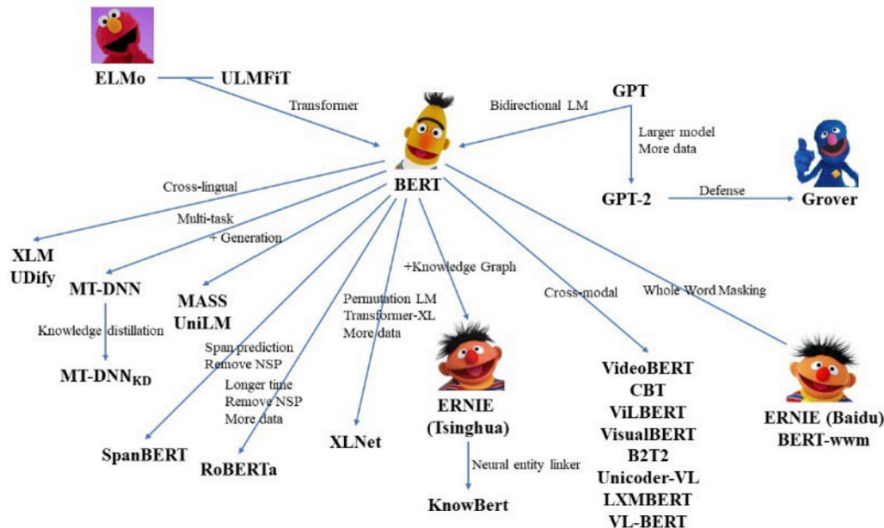 ELMo
ULMFiT
GPT
Transformer
Bidirectional LM
Larger model
More data
BERT
GPT-2
Defense
Grover
Cross-lingual
Multi-task
+ Generation
XLM
UDify
MT-DNN
MASS
UniLM
+Knowledge Graph
Cross-modal
Whole Word Masking
Permutation LM
Transformer-XL
More data
Knowledge distillation
MT-DNNKD
Span prediction
Remove NSP
Longer time
Remove NSP
More data
SpanBERT
RoBERTa
XLNet
ERNIE
(Tsinghua)
Neural entity linker
KnowBert
VideoBERT
CBT
ViLBERT
VisualBERT
B2T2
Unicoder-VL
LXMBERT
VL-BERT
ERNIE (Baidu)
BERT-wwm